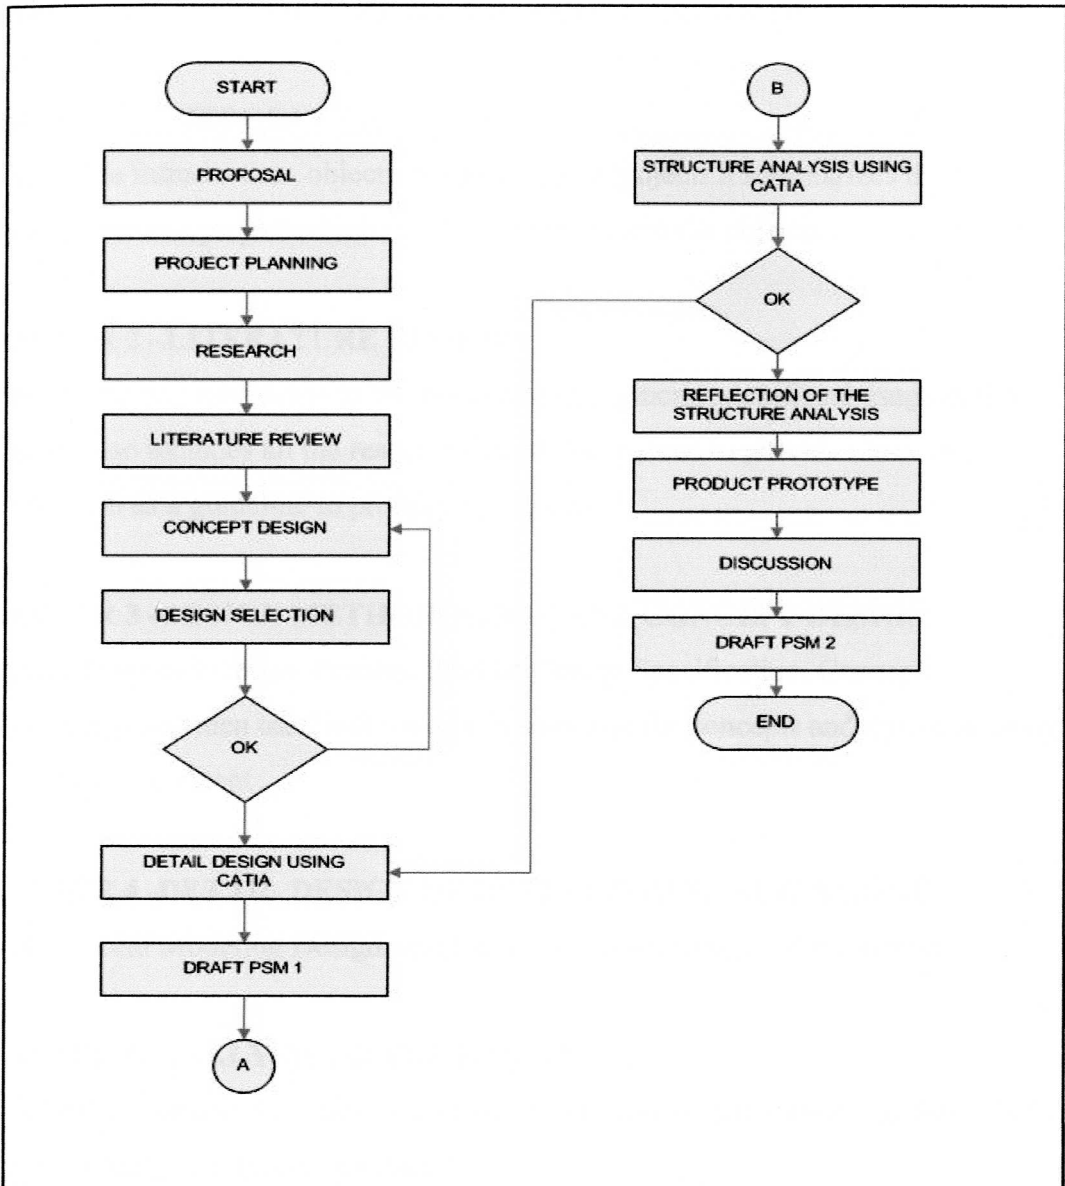 START
PROPOSAL
PROJECT PLANNING
RESEARCH
LITERATURE REVIEW
CONCEPT DESIGN
DESIGN SELECTION
OK
DETAIL DESIGN USING
CATIA
DRAFT PSM 1
A
B
STRUCTURE ANALYSIS USING
CATIA
OK
REFLECTION OF THE
STRUCTURE ANALYSIS
PRODUCT PROTOTYPE
DISCUSSION
DRAFT PSM 2
END